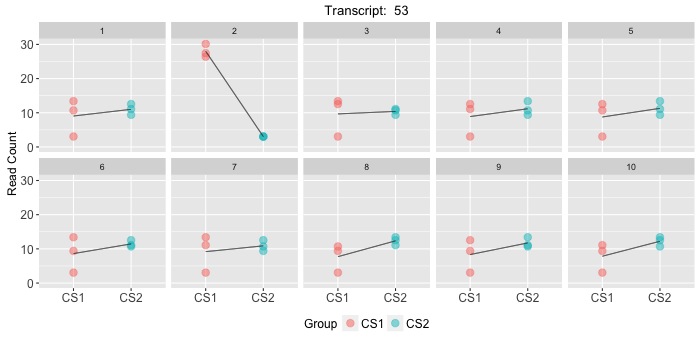 Transcript: 53
1 2 3 4 5
30
20
10
0
6 7 8 9 10
30
20
10
0
Read Count
CS1 CS2 CS1 CS2 CS1 CS2 CS1 CS2 CS1 CS2
Group CS1 CS2